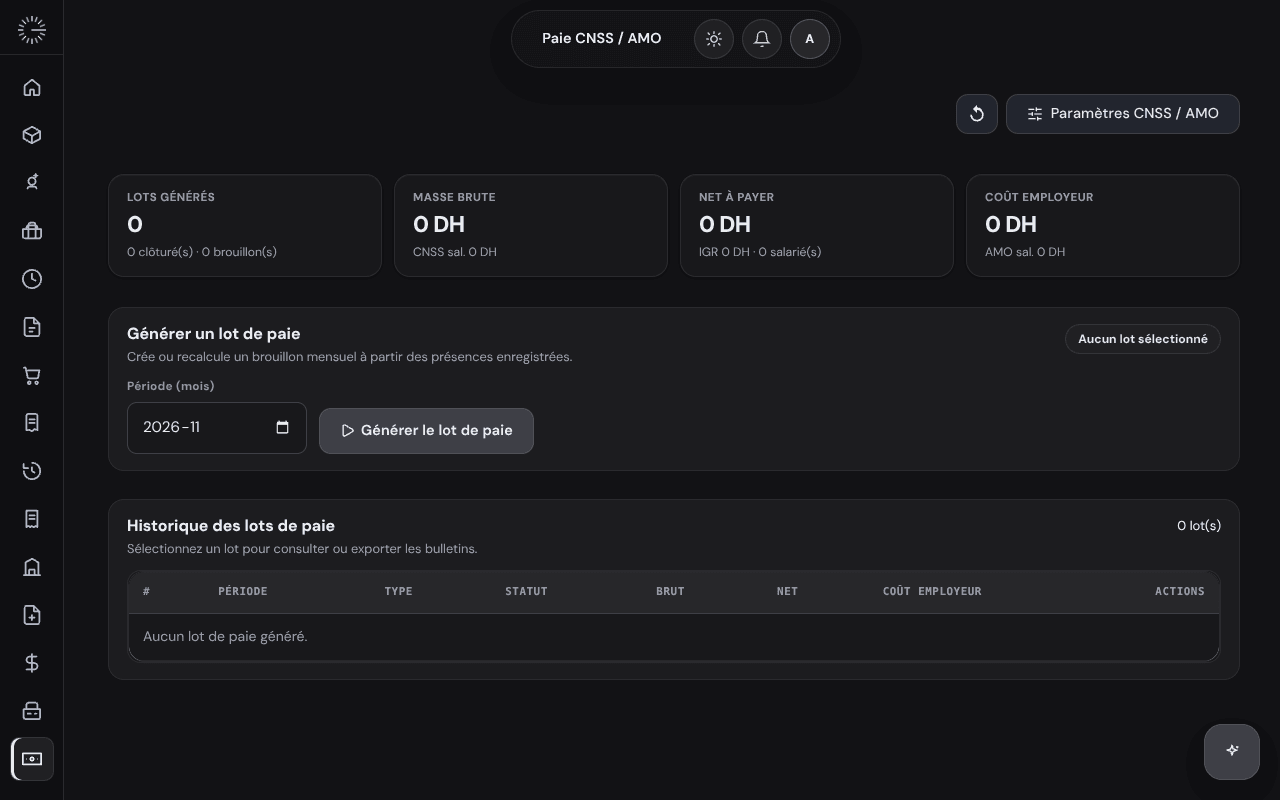 Paie CNSS / AMO
A
Paramètres CNSS / AMO
LOTS GÉNÉRÉS
0
0 clôturé(s) · 0 brouillon(s)
MASSE BRUTE
0 DH
CNSS sal. 0 DH
NET À PAYER
0 DH
IGR 0 DH · 0 salarié(s)
COÛT EMPLOYEUR
0 DH
AMO sal. 0 DH
Générer un lot de paie
Crée ou recalcule un brouillon mensuel à partir des présences enregistrées.
Aucun lot sélectionné
Période (mois)
2026-11
Générer le lot de paie
Historique des lots de paie
0 lot(s)
Sélectionnez un lot pour consulter ou exporter les bulletins.
# PÉRIODE TYPE STATUT BRUT NET COÛT EMPLOYEUR ACTIONS
Aucun lot de paie généré.